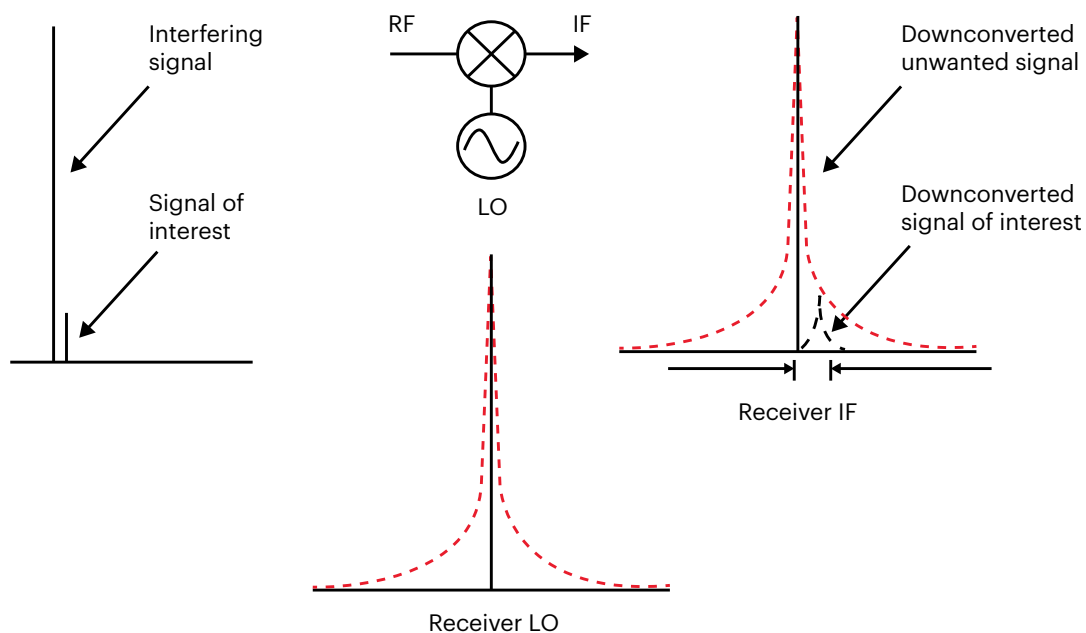 Interfering
signal
Signal of
interest
RF
IF
LO
Receiver LO
Downconverted
unwanted signal
Downconverted
signal of interest
Receiver IF